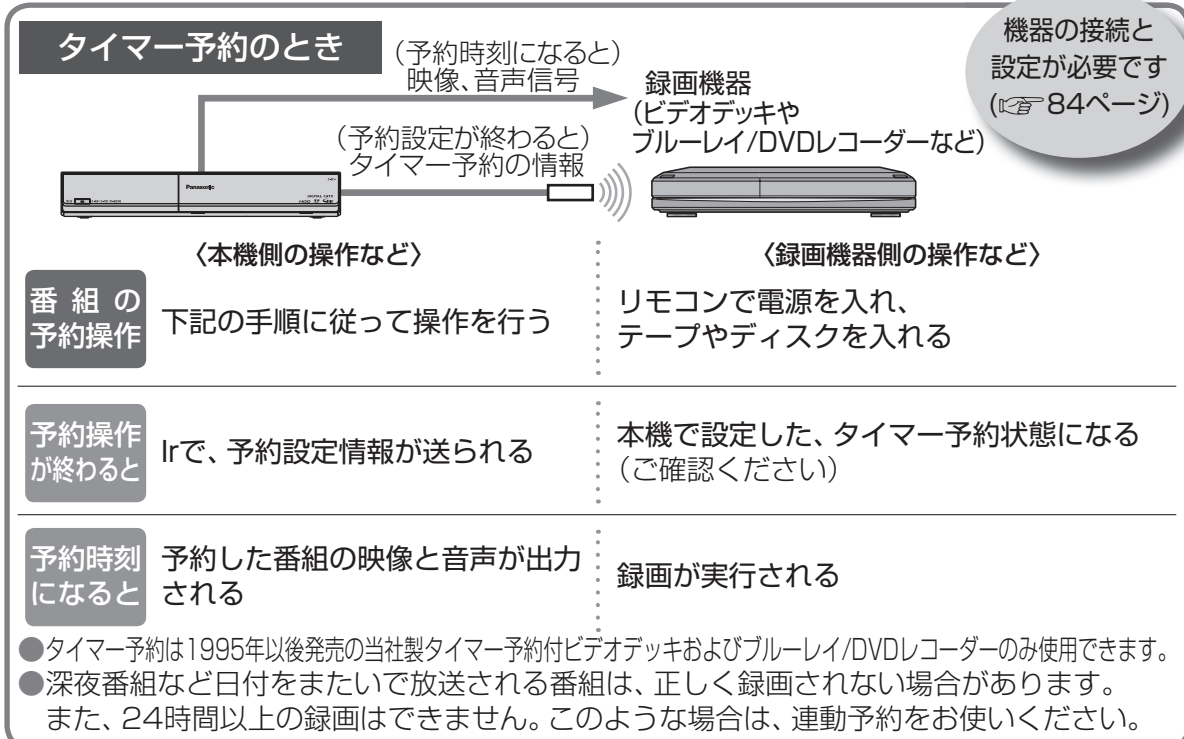 タイマー予約のとき
(予約時刻になると)
映像、音声信号
機器の接続と
設定が必要です
(☞84ページ)
録画機器
(ビデオデッキや
ブルーレイ/DVDレコーダーなど)
(予約設定が終わると)
タイマー予約の情報
Panasonic
〈本機側の操作など〉
〈録画機器側の操作など〉
番組の
予約操作
下記の手順に従って操作を行う
リモコンで電源を入れ、
テープやディスクを入れる
予約操作
が終わると
Irで、予約設定情報が送られる
本機で設定した、タイマー予約状態になる
(ご確認ください)
予約時刻
になると
予約した番組の映像と音声が出力
される
録画が実行される
●タイマー予約は1995年以後発売の当社製タイマー予約付ビデオデッキおよびブルーレイ/DVDレコーダーのみ使用できます。
●深夜番組など日付をまたいで放送される番組は、正しく録画されない場合があります。
また、24時間以上の録画はできません。このような場合は、連動予約をお使いください。